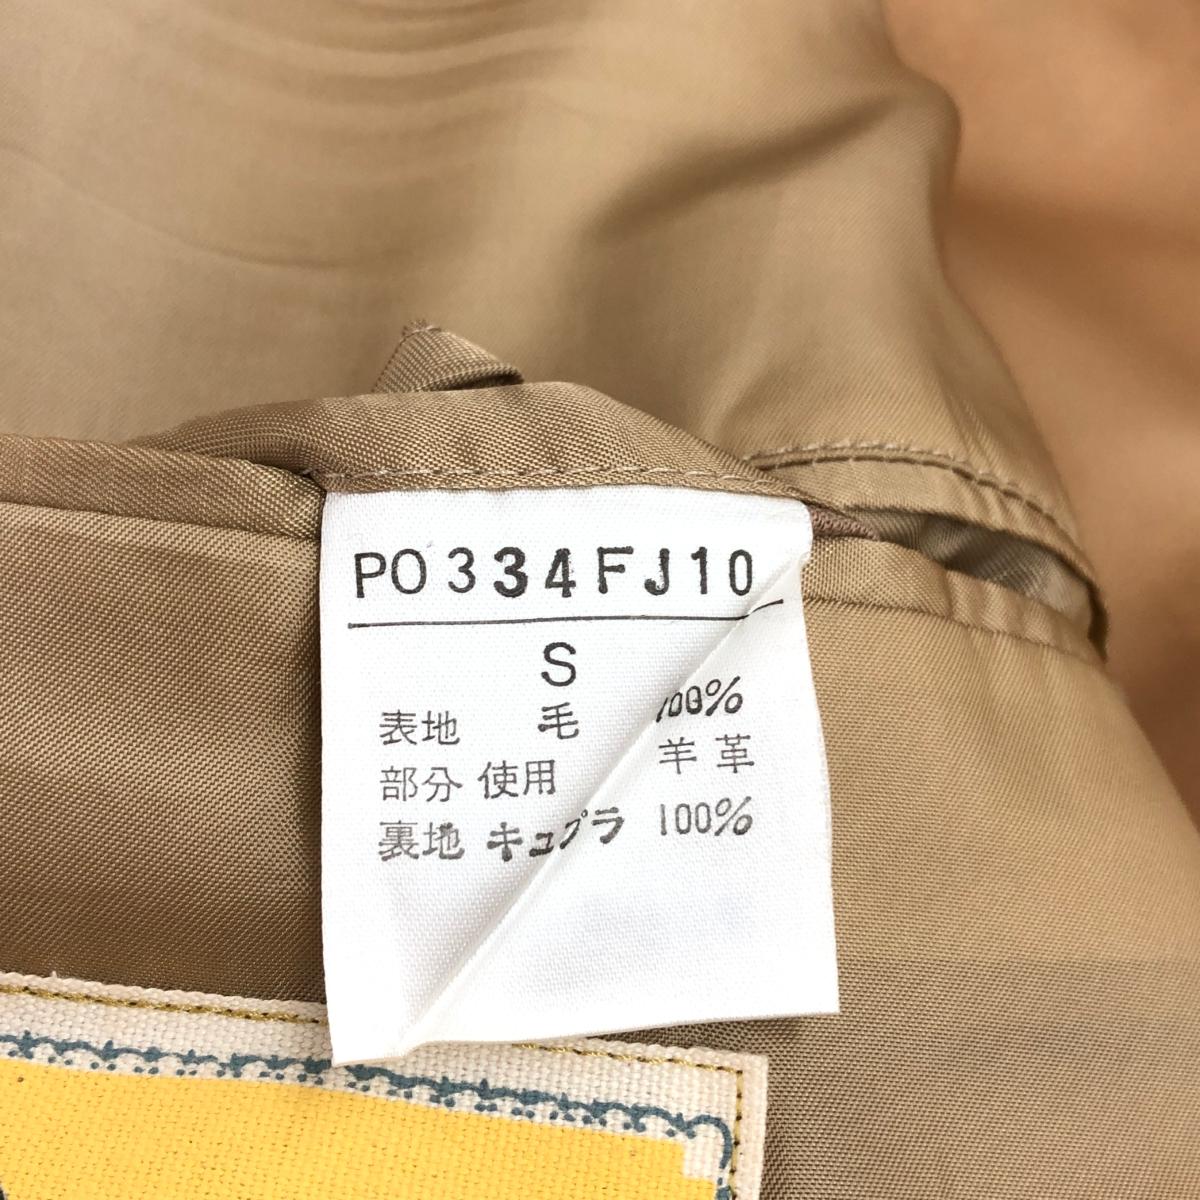 PO334FJ10
S
表地 毛 100%
部分使用 羊革
裏地 キュプラ 100%